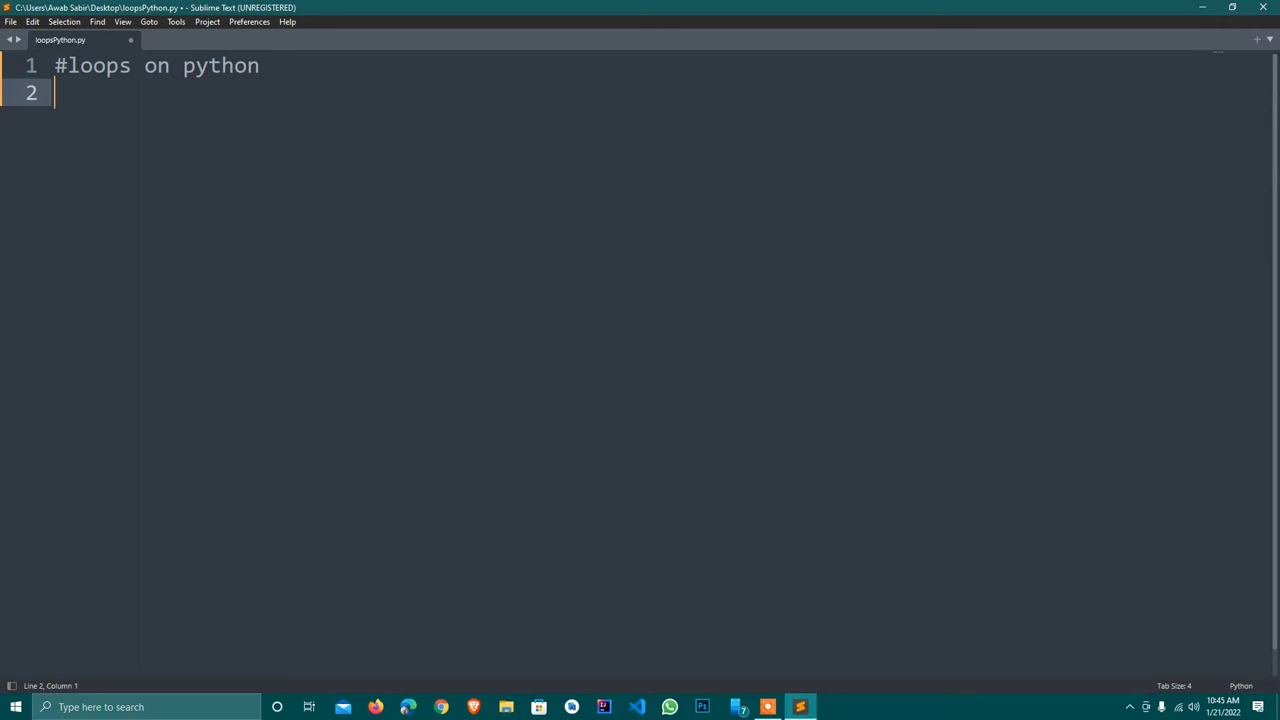 C:\Users\Awab Sabir\Desktop\loopsPython.py • - Sublime Text (UNREGISTERED)
File Edit Selection Find View Goto Tools Project Preferences Help
loopsPython.py
1 #loops on python
2
Line 2, Column 1
Tab Size: 4 Python
Type here to search
Ps
7
10:45 AM
1/21/2022